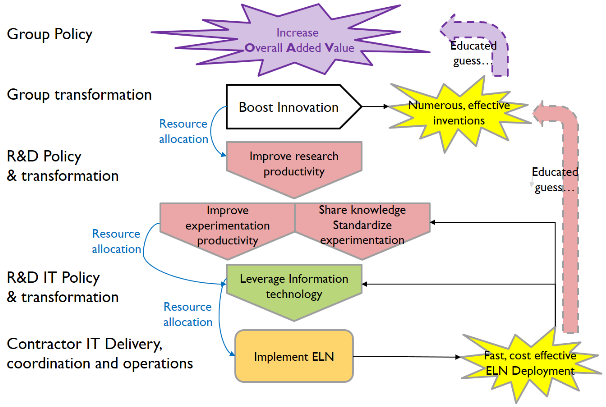 Group Policy
Increase
Overall Added Value
Educated
guess…
Group transformation
Boost Innovation
Numerous, effective
inventions
Resource
allocation
R&D Policy
& transformation
Improve research
productivity
Educated
guess…
Improve
experimentation
productivity
Share knowledge
Standardize
experimentation
Resource
allocation
R&D IT Policy
& transformation
Leverage Information
technology
Resource
allocation
Contractor IT Delivery,
coordination and operations
Implement ELN
Fast, cost effective
ELN Deployment